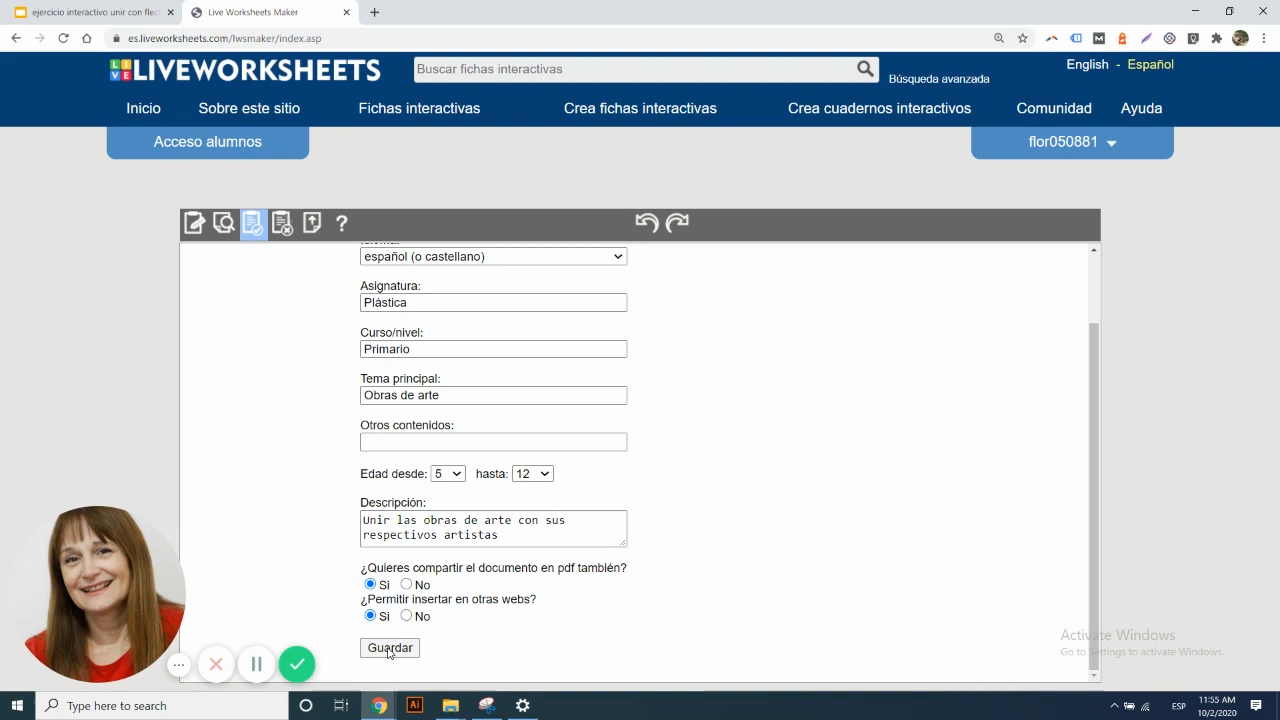 ejercicio interactivo unir con flec
Live Worksheets Maker
es.liveworksheets.com/lwsmaker/index.asp
LIVEWORKSHEETS
Buscar fichas interactivas
Búsqueda avanzada
English - Español
Inicio
Sobre este sitio
Fichas interactivas
Crea fichas interactivas
Crea cuadernos interactivos
Comunidad
Ayuda
Acceso alumnos
flor050881
español (o castellano)
Asignatura:
Plástica
Curso/nivel:
Primario
Tema principal:
Obras de arte
Otros contenidos:
Edad desde: 5 hasta: 12
Descripción:
Unir las obras de arte con sus
respectivos artistas
¿Quieres compartir el documento en pdf también?
Si No
¿Permitir insertar en otras webs?
Si No
Guardar
Activate Windows
Go to Settings to activate Windows.
Type here to search
Ai
ESP
11:55 AM
10/2/2020